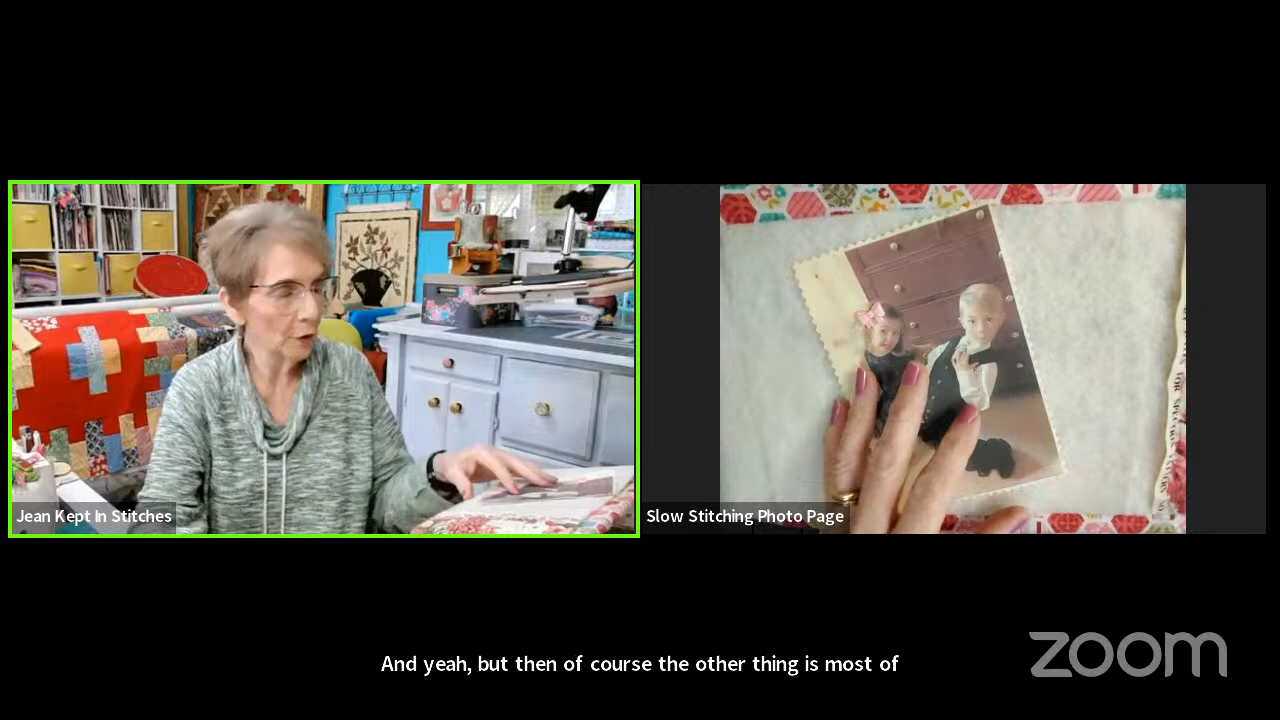 Jean Kept In Stitches
Slow Stitching Photo Page
And yeah, but then of course the other thing is most of
zoom